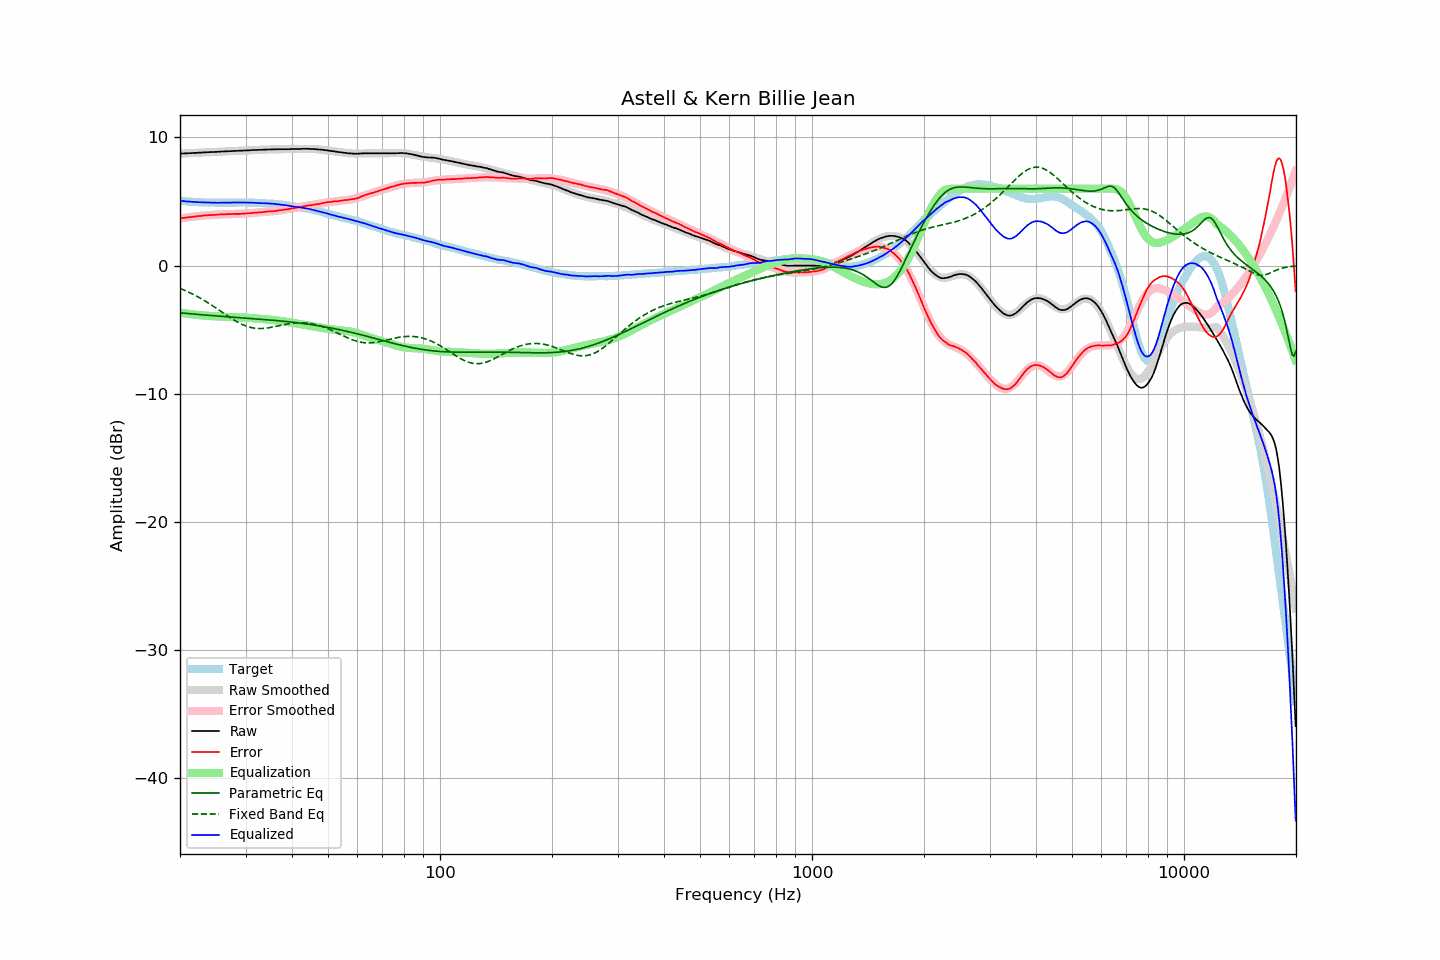 Astell & Kern Billie Jean
10
0
−10
−20
−30
−40
Amplitude (dBr)
Target
Raw Smoothed
Error Smoothed
Raw
Error
Equalization
Parametric Eq
Fixed Band Eq
Equalized
100
1000
10000
Frequency (Hz)